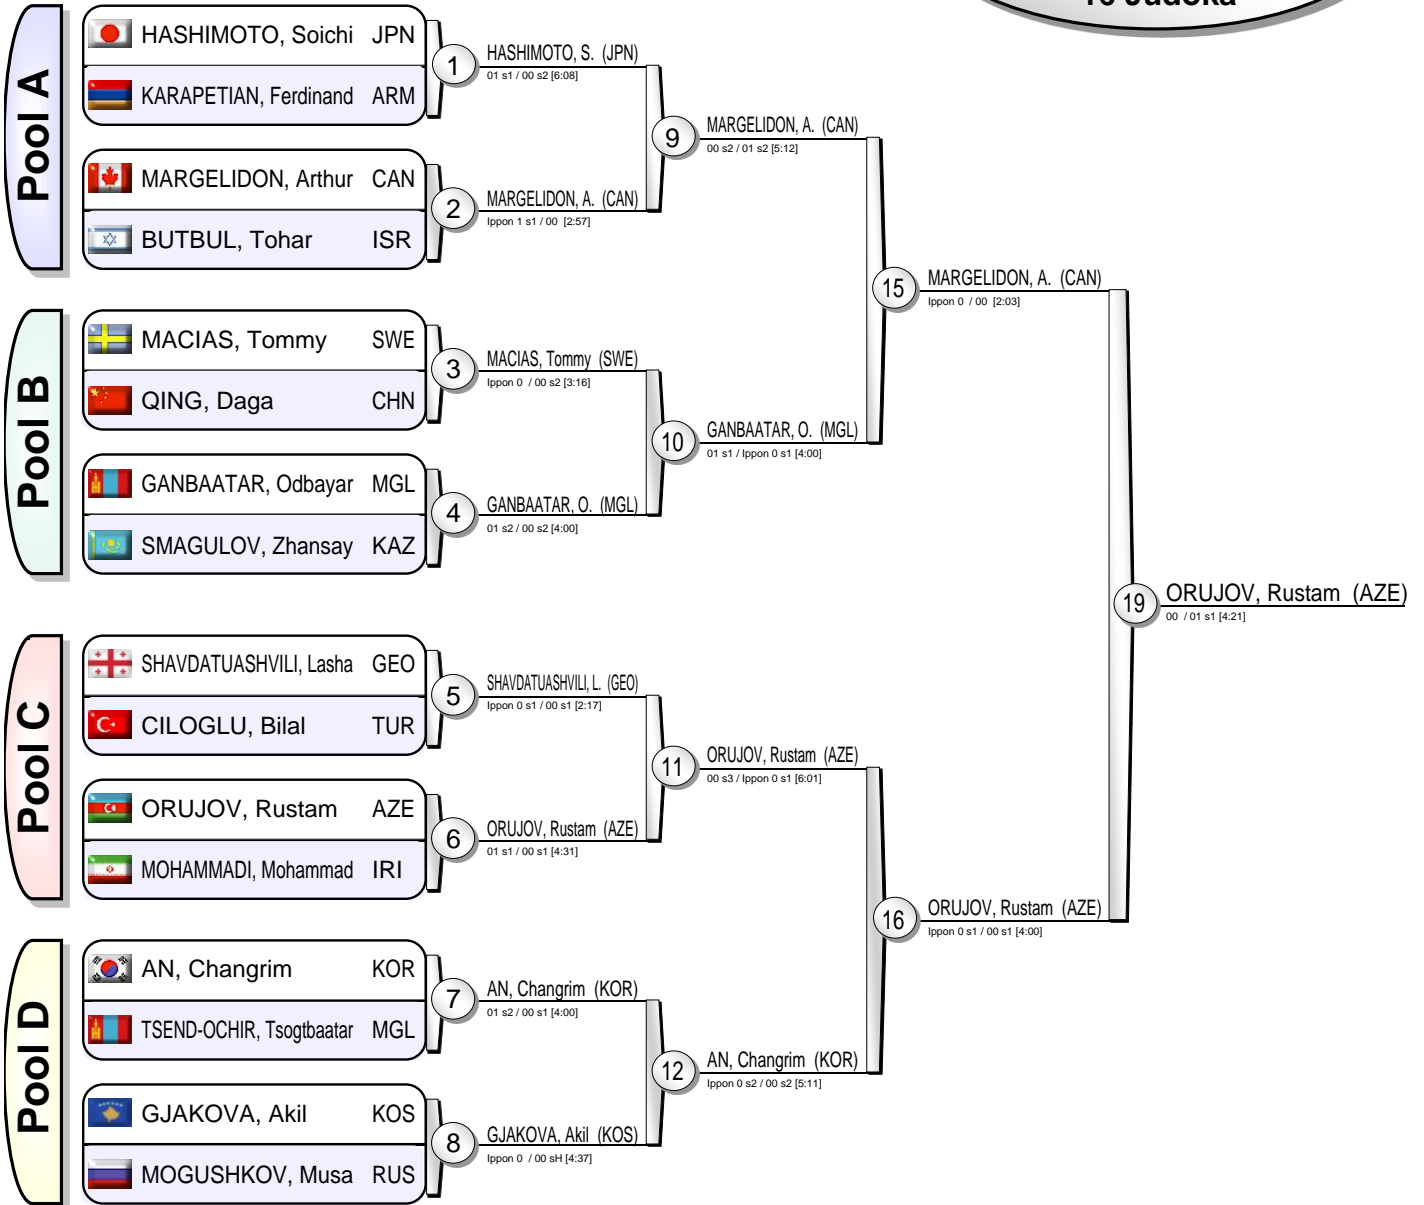 16 Judoka
Pool A
HASHIMOTO, Soichi JPN
KARAPETIAN, Ferdinand ARM
1
HASHIMOTO, S. (JPN)
01 s1 / 00 s2 [6:08]
MARGELIDON, Arthur CAN
BUTBUL, Tohar ISR
2
MARGELIDON, A. (CAN)
Ippon 1 s1 / 00 [2:57]
9
MARGELIDON, A. (CAN)
00 s2 / 01 s2 [5:12]
Pool B
MACIAS, Tommy SWE
QING, Daga CHN
3
MACIAS, Tommy (SWE)
Ippon 0 / 00 s2 [3:16]
GANBAATAR, Odbayar MGL
SMAGULOV, Zhansay KAZ
4
GANBAATAR, O. (MGL)
01 s2 / 00 s2 [4:00]
10
GANBAATAR, O. (MGL)
01 s1 / Ippon 0 s1 [4:00]
15
MARGELIDON, A. (CAN)
Ippon 0 / 00 [2:03]
Pool C
SHAVDATUASHVILI, Lasha GEO
CILOGLU, Bilal TUR
5
SHAVDATUASHVILI, L. (GEO)
Ippon 0 s1 / 00 s1 [2:17]
ORUJOV, Rustam AZE
MOHAMMADI, Mohammad IRI
6
ORUJOV, Rustam (AZE)
01 s1 / 00 s1 [4:31]
11
ORUJOV, Rustam (AZE)
00 s3 / Ippon 0 s1 [6:01]
Pool D
AN, Changrim KOR
TSEND-OCHIR, Tsogtbaatar MGL
7
AN, Changrim (KOR)
01 s2 / 00 s1 [4:00]
GJAKOVA, Akil KOS
MOGUSHKOV, Musa RUS
8
GJAKOVA, Akil (KOS)
Ippon 0 / 00 sH [4:37]
12
AN, Changrim (KOR)
Ippon 0 s2 / 00 s2 [5:11]
16
ORUJOV, Rustam (AZE)
Ippon 0 s1 / 00 s1 [4:00]
19
ORUJOV, Rustam (AZE)
00 / 01 s1 [4:21]